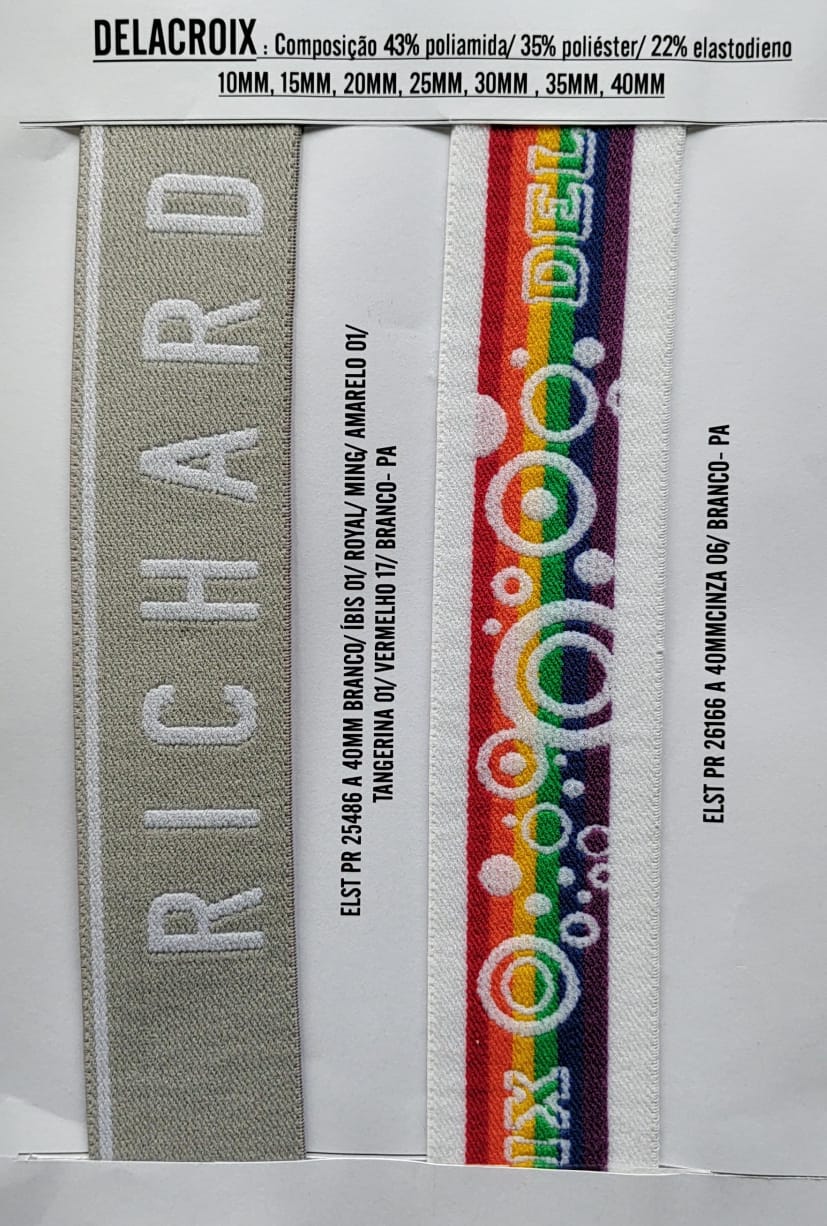 DELACROIX : Composição 43% poliamida/ 35% poliéster/ 22% elastodieno
10MM, 15MM, 20MM, 25MM, 30MM , 35MM, 40MM
RICHARD
ELST PR 25486 A 40MM BRANCO/ ÍBIS 01/ ROYAL/ MING/ AMARELO 01/
TANGERINA 01/ VERMELHO 17/ BRANCO- PA
IX
DEL
ELST PR 26166 A 40MMCINZA 06/ BRANCO- PA